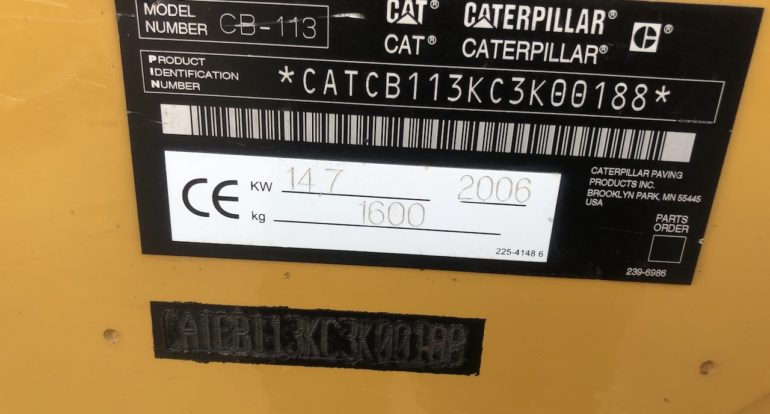 MODEL NUMBER CB-113
CAT® CATERPILLAR®
CAT® CATERPILLAR®
PRODUCT IDENTIFICATION NUMBER *CATCB113KC3K00188*
CE
KW 14.7 2006
kg 1600
225-4148 6
CATERPILLAR PAVING
PRODUCTS INC.
BROOKLYN PARK, MN 55445
USA
PARTS
ORDER
239-6986
CATCB113KC3K00188